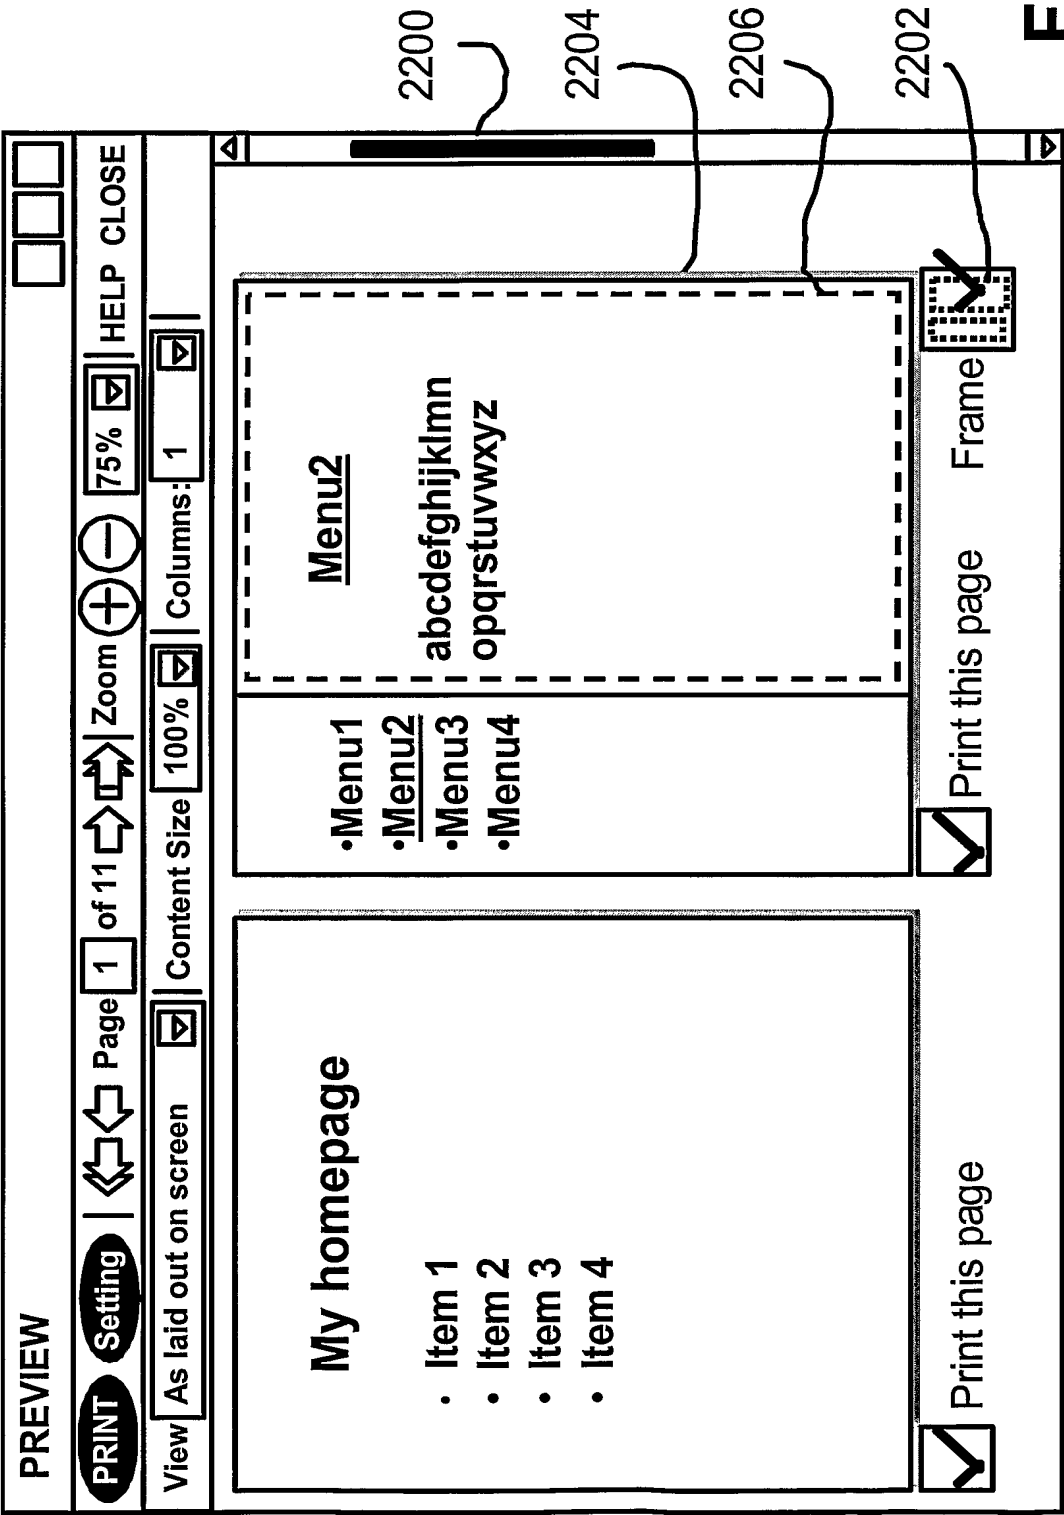 PREVIEW
PRINT Setting Page 1 of 11 Zoom 75% HELP CLOSE
View As laid out on screen Content Size 100% Columns: 1
My homepage
• Item 1
• Item 2
• Item 3
• Item 4
Print this page
•Menu1
•Menu2
•Menu3
•Menu4
Menu2
abcdefghijklmn
opqrstuvwxyz
Print this page
Frame
2200
2204
2206
2202